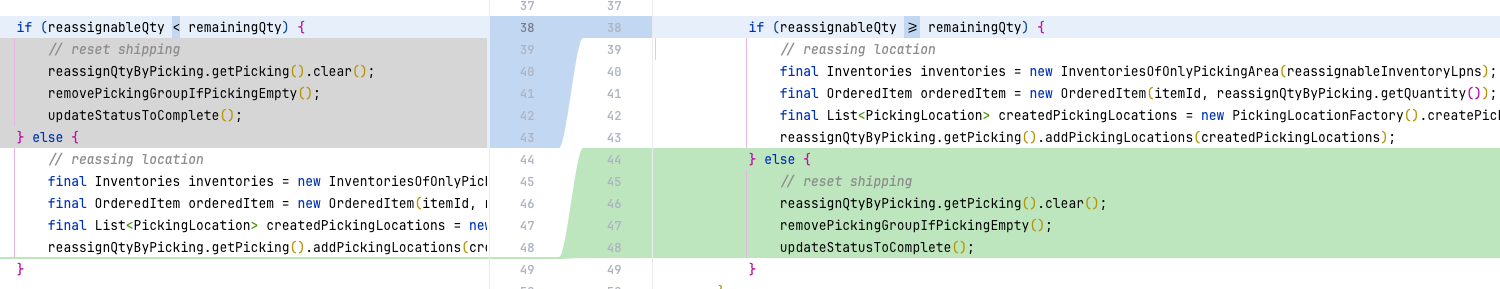 37 37
if (reassignableQty < remainingQty) { 38 38 if (reassignableQty ⩾ remainingQty) {
// reset shipping 39 39 // reassing location
reassignQtyByPicking.getPicking().clear(); 40 40 final Inventories inventories = new InventoriesOfOnlyPickingArea(reassignableInventoryLpns);
removePickingGroupIfPickingEmpty(); 41 41 final OrderedItem orderedItem = new OrderedItem(itemId, reassignQtyByPicking.getQuantity());
updateStatusToComplete(); 42 42 final List<PickingLocation> createdPickingLocations = new PickingLocationFactory().createPick
} else { 43 43 reassignQtyByPicking.getPicking().addPickingLocations(createdPickingLocations);
// reassing location 44 44 } else {
final Inventories inventories = new InventoriesOfOnlyPick 45 45 // reset shipping
final OrderedItem orderedItem = new OrderedItem(itemId, 46 46 reassignQtyByPicking.getPicking().clear();
final List<PickingLocation> createdPickingLocations = new 47 47 removePickingGroupIfPickingEmpty();
reassignQtyByPicking.getPicking().addPickingLocations(cre 48 48 updateStatusToComplete();
} 49 49 }